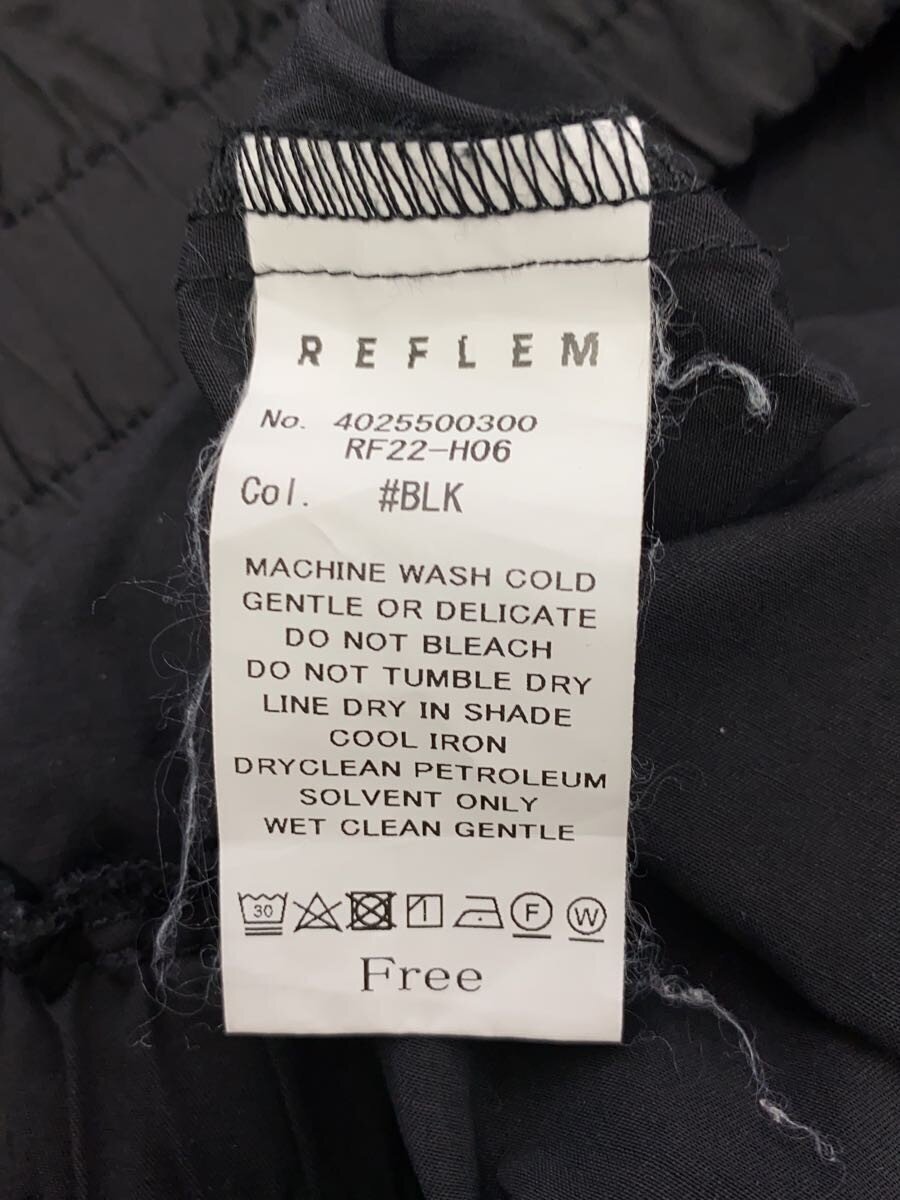 REFLEM
No. 4025500300
RF22-H06
Col. #BLK
MACHINE WASH COLD
GENTLE OR DELICATE
DO NOT BLEACH
DO NOT TUMBLE DRY
LINE DRY IN SHADE
COOL IRON
DRYCLEAN PETROLEUM
SOLVENT ONLY
WET CLEAN GENTLE
30 F W
Free